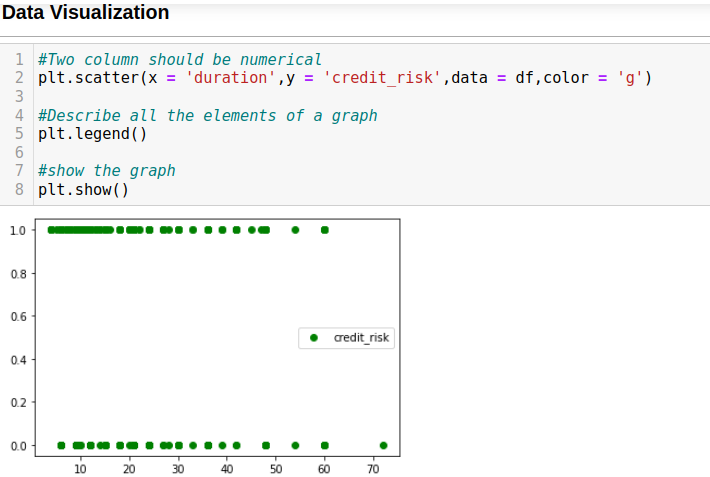 Data Visualization
1 #Two column should be numerical
2 plt.scatter(x = 'duration',y = 'credit_risk',data = df,color = 'g')
3
4 #Describe all the elements of a graph
5 plt.legend()
6
7 #show the graph
8 plt.show()
1.0
0.8
0.6
credit_risk
0.4
0.2
0.0
10 20 30 40 50 60 70